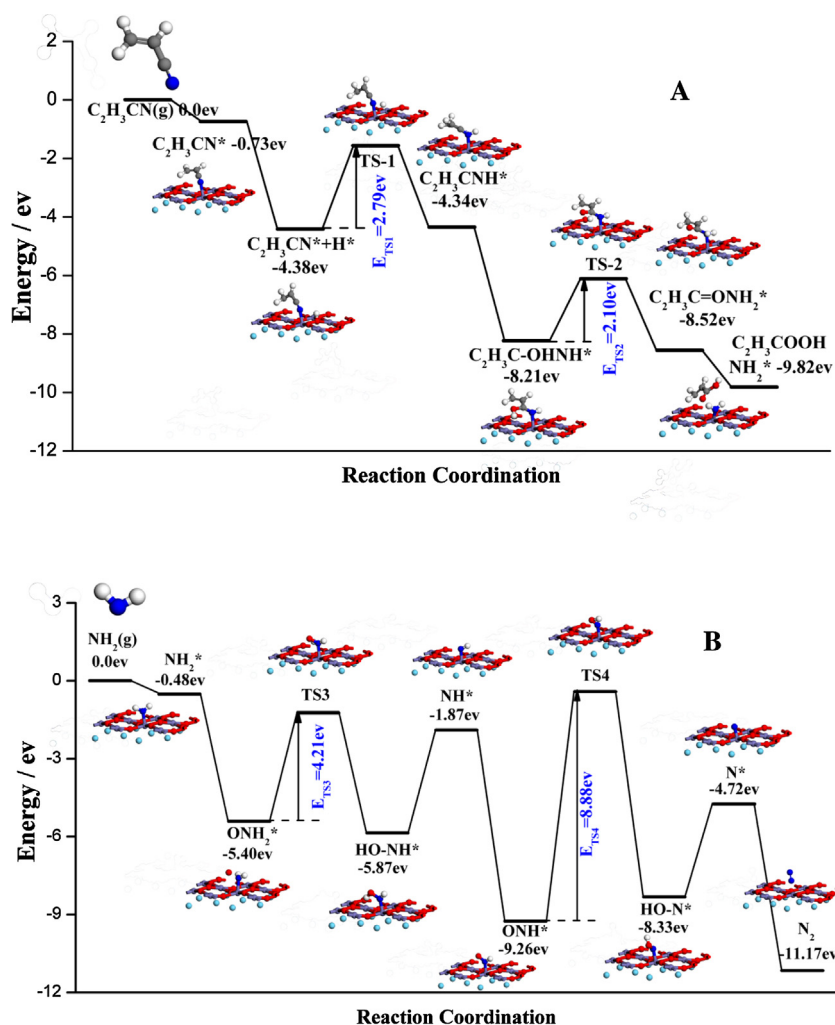 A
Energy / ev
2
0
-2
-4
-6
-8
-10
-12
C₂H₃CN(g) 0.0ev
C₂H₃CN* -0.73ev
C₂H₃CN*+H*
-4.38ev
TS-1
E_TS1=2.79ev
C₂H₃CNH*
-4.34ev
C₂H₃C-OHNH*
-8.21ev
TS-2
E_TS2=2.10ev
C₂H₃C=ONH₂*
-8.52ev
C₂H₃COOH
NH₂* -9.82ev
Reaction Coordination
B
Energy / ev
3
0
-3
-6
-9
-12
NH₂(g)
0.0ev
NH₂*
-0.48ev
ONH₂*
-5.40ev
TS3
E_TS3=4.21ev
HO-NH*
-5.87ev
NH*
-1.87ev
ONH*
-9.26ev
TS4
E_TS4=8.88ev
HO-N*
-8.33ev
N*
-4.72ev
N₂
-11.17ev
Reaction Coordination